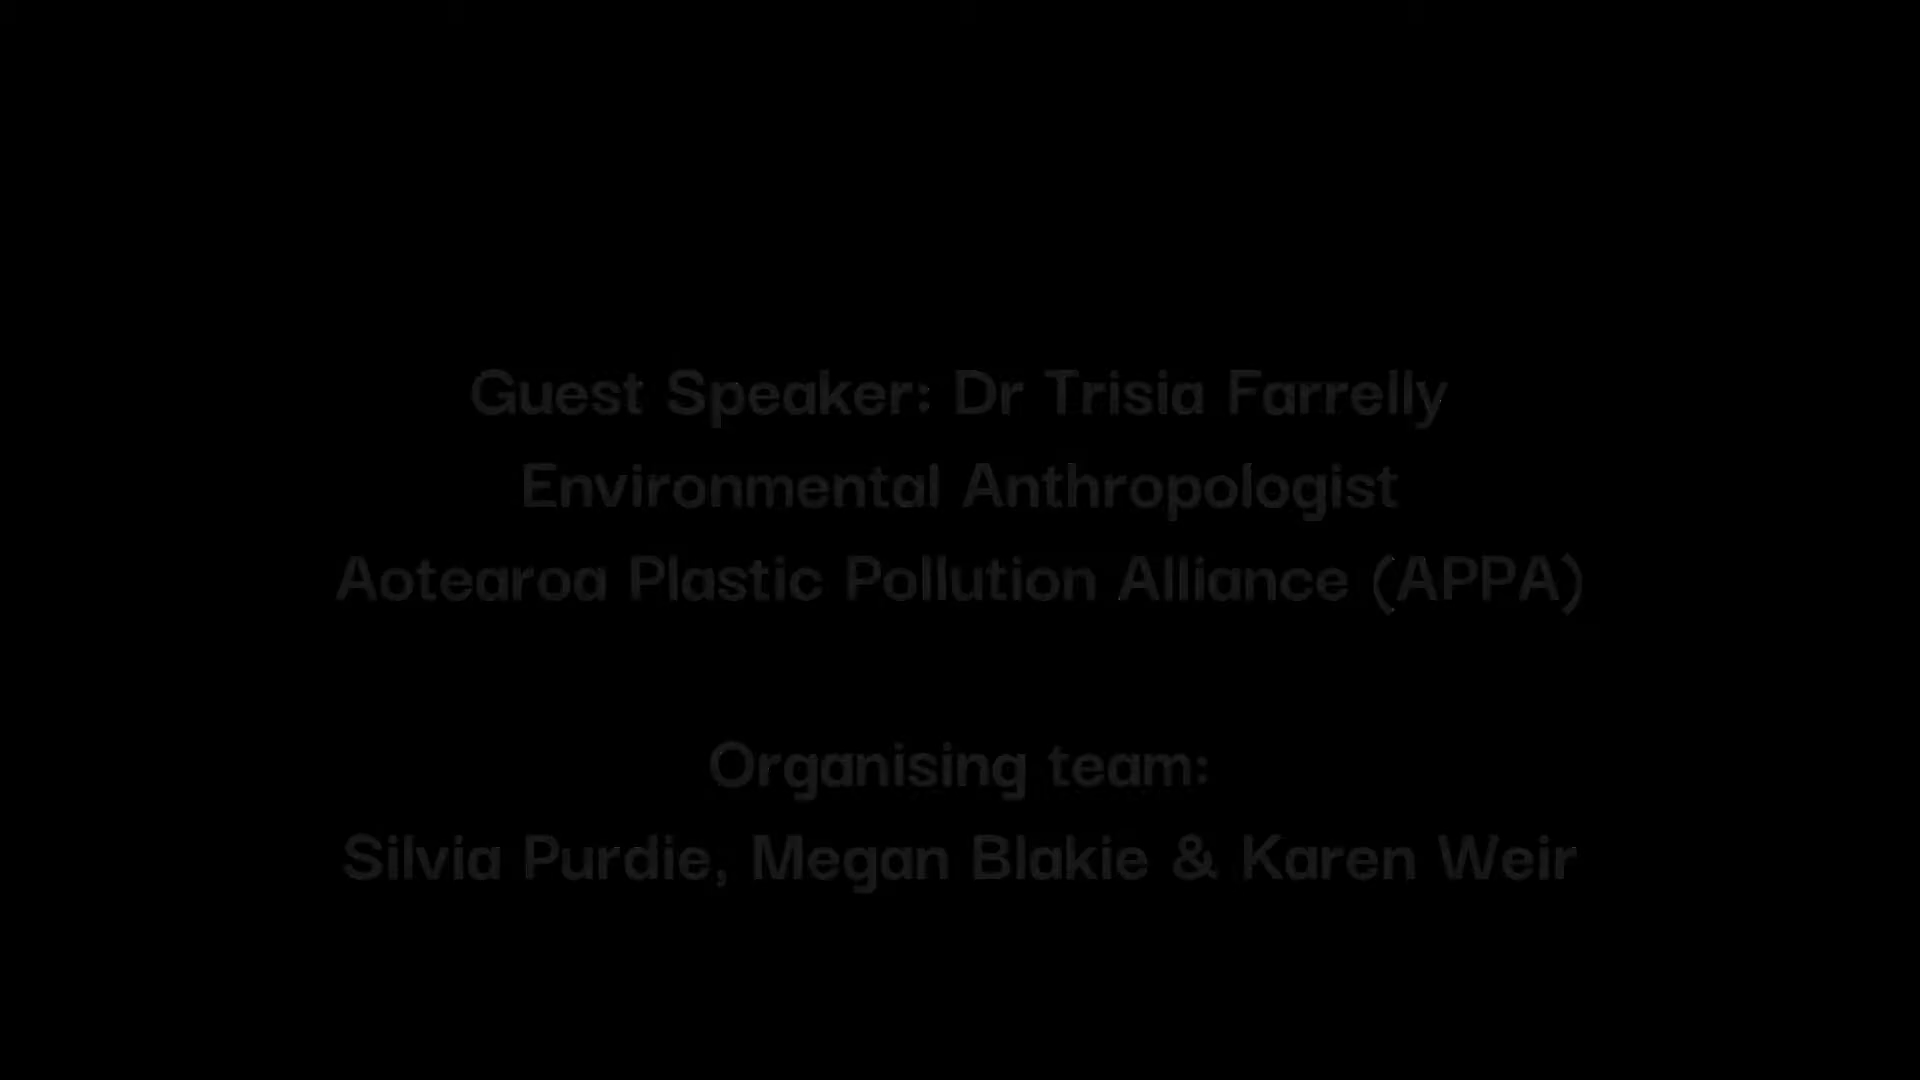 Guest Speaker: Dr Trisia Farrelly
Environmental Anthropologist
Aotearoa Plastic Pollution Alliance (APPA)
Organising team:
Silvia Purdie, Megan Blakie & Karen Weir